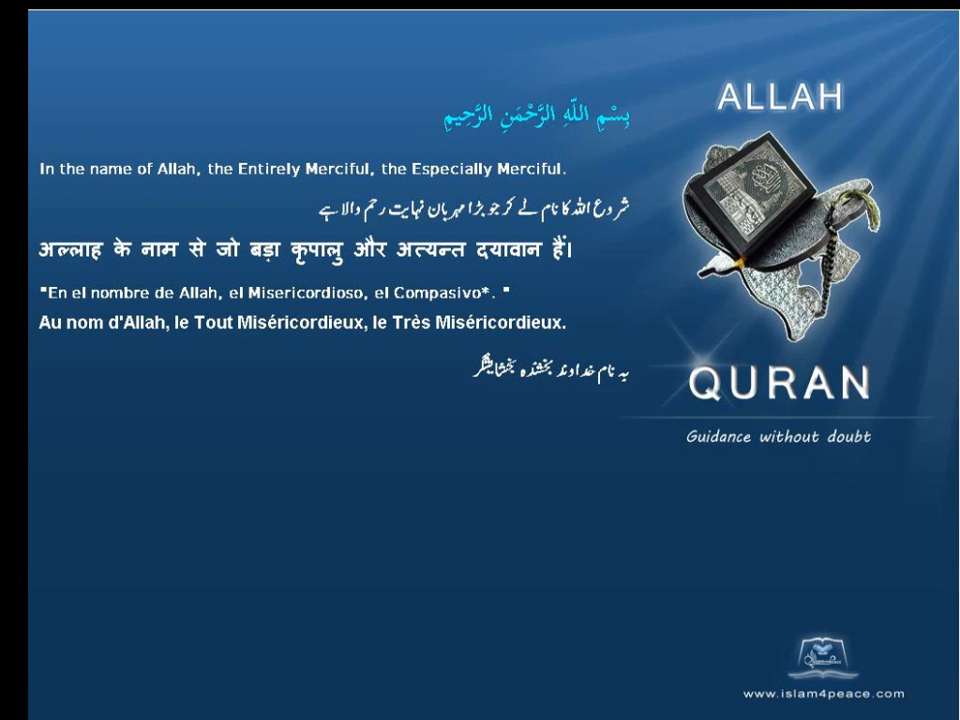 بِسْمِ اللَّهِ الرَّحْمَنِ الرَّحِيمِ
In the name of Allah, the Entirely Merciful, the Especially Merciful.
شروع اللہ کا نام لے کر جو بڑا مہربان نہایت رحم والا ہے
अल्लाह के नाम से जो बड़ा कृपालु और अत्यन्त दयावान हैं।
"En el nombre de Allah, el Misericordioso, el Compasivo*. "
Au nom d'Allah, le Tout Miséricordieux, le Très Miséricordieux.
به نام خداوند بخشنده بخشایشگر
ALLAH
QURAN
Guidance without doubt
www.islam4peace.com